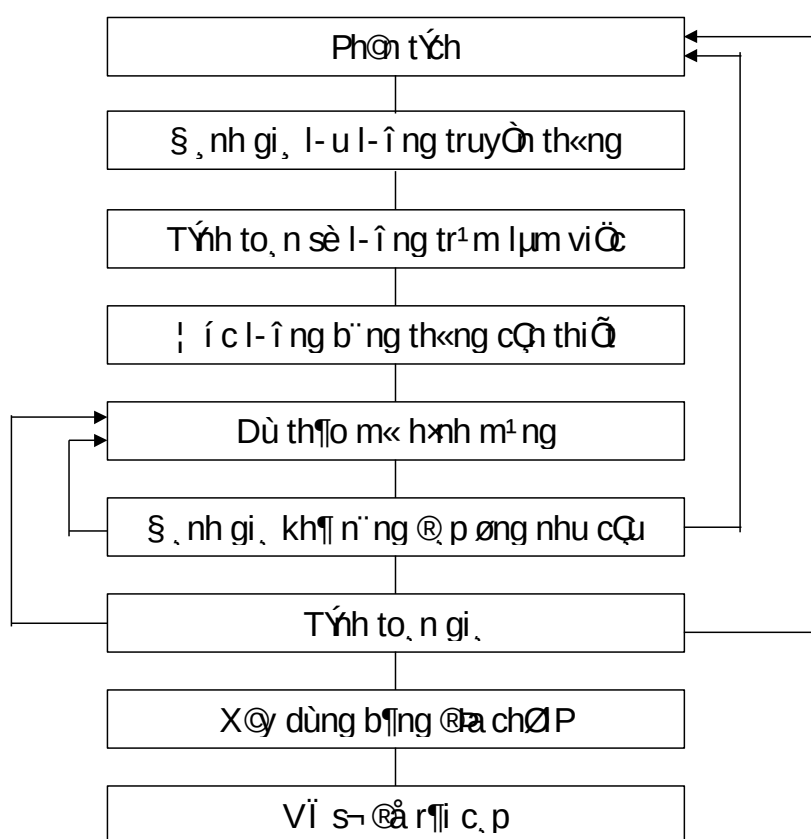 Ph©n tÝch
§¸nh gi¸ l-u l-îng truyÒn th«ng
TÝnh to¸n sè l-îng tr¹m lµm viÖc
¦íc l-îng b¨ng th«ng cÇn thiÕt
Dù th¶o m« h×nh m¹ng
§¸nh gi¸ kh¶ n¨ng ®¸p øng nhu cÇu
TÝnh to¸n gi¸
X©y dùng b¶ng ®Þa chØ IP
VÏ s¬ ®å r¶i c¸p